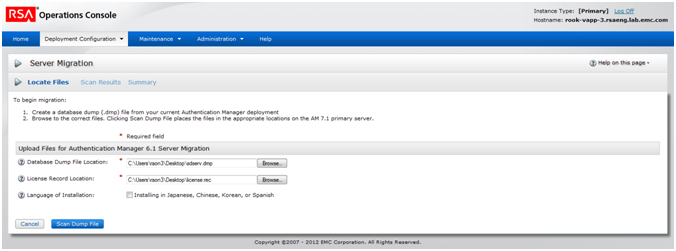 RSA Operations Console
Instance Type: [Primary] Log Off
Hostname: rook-vapp-3.rsaeng.lab.emc.com
Home Deployment Configuration Maintenance Administration Help
Server Migration
Help on this page
Locate Files Scan Results Summary
To begin migration:
1. Create a database dump (.dmp) file from your current Authentication Manager deployment
2. Browse to the correct files. Clicking Scan Dump File places the files in the appropriate locations on the AM 7.1 primary server.
* Required field
Upload Files for Authentication Manager 6.1 Server Migration
Database Dump File Location: * C:\Users\rson3\Desktop\sdserv.dmp Browse...
License Record Location: * C:\Users\rson3\Desktop\license.rec Browse...
Language of Installation: Installing in Japanese, Chinese, Korean, or Spanish
Cancel Scan Dump File
Copyright ©2007 - 2012 EMC Corporation. All Rights Reserved.